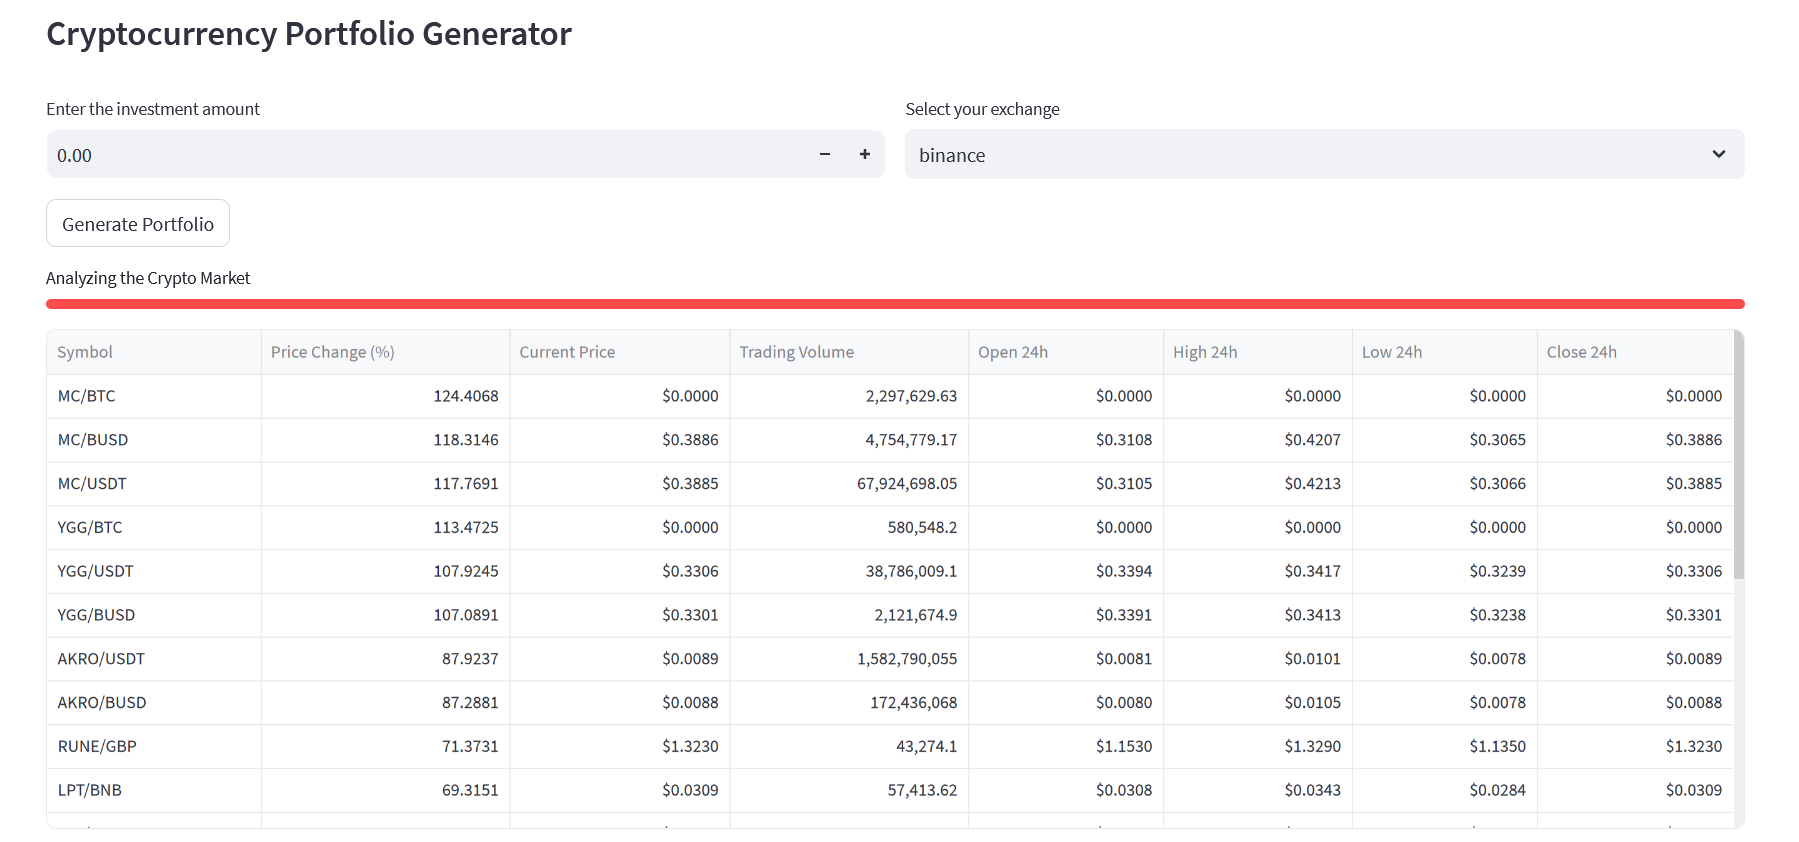 Cryptocurrency Portfolio Generator
Enter the investment amount
Select your exchange
0.00 − +
binance
Generate Portfolio
Analyzing the Crypto Market
Symbol Price Change (%) Current Price Trading Volume Open 24h High 24h Low 24h Close 24h
MC/BTC 124.4068 $0.0000 2,297,629.63 $0.0000 $0.0000 $0.0000 $0.0000
MC/BUSD 118.3146 $0.3886 4,754,779.17 $0.3108 $0.4207 $0.3065 $0.3886
MC/USDT 117.7691 $0.3885 67,924,698.05 $0.3105 $0.4213 $0.3066 $0.3885
YGG/BTC 113.4725 $0.0000 580,548.2 $0.0000 $0.0000 $0.0000 $0.0000
YGG/USDT 107.9245 $0.3306 38,786,009.1 $0.3394 $0.3417 $0.3239 $0.3306
YGG/BUSD 107.0891 $0.3301 2,121,674.9 $0.3391 $0.3413 $0.3238 $0.3301
AKRO/USDT 87.9237 $0.0089 1,582,790,055 $0.0081 $0.0101 $0.0078 $0.0089
AKRO/BUSD 87.2881 $0.0088 172,436,068 $0.0080 $0.0105 $0.0078 $0.0088
RUNE/GBP 71.3731 $1.3230 43,274.1 $1.1530 $1.3290 $1.1350 $1.3230
LPT/BNB 69.3151 $0.0309 57,413.62 $0.0308 $0.0343 $0.0284 $0.0309